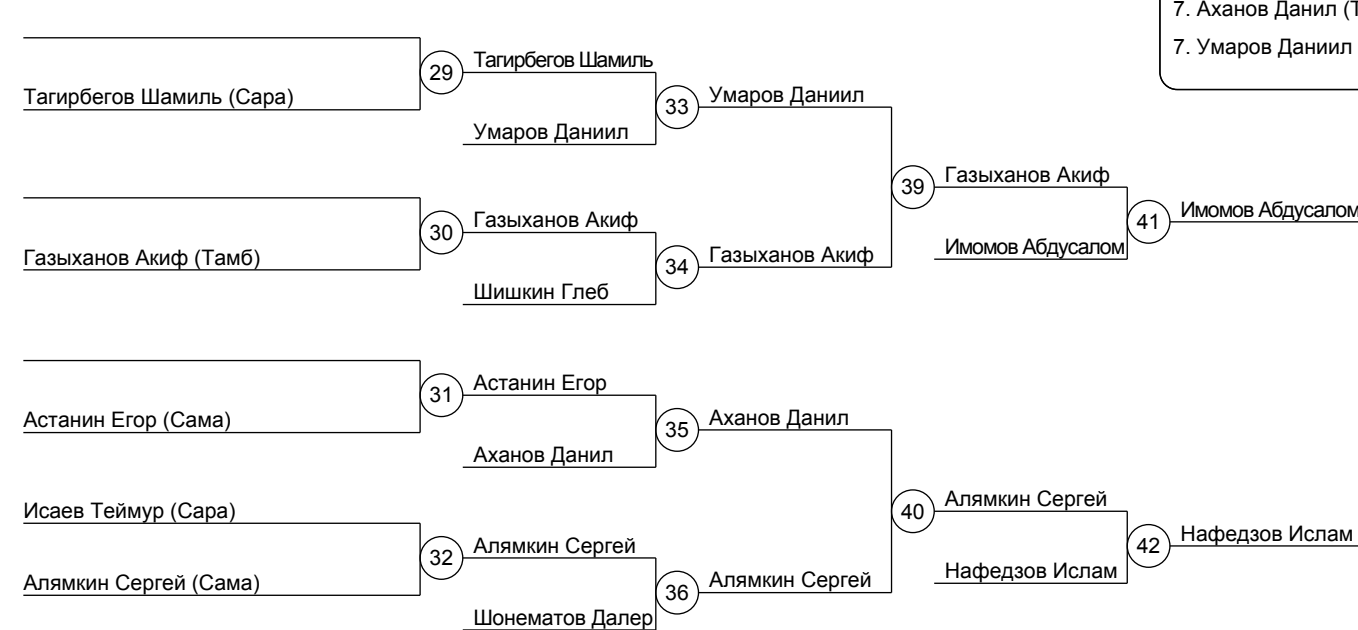 7. Аханов Данил (Т
7. Умаров Даниил
29
Тагирбегов Шамиль
Тагирбегов Шамиль (Сара)
33
Умаров Даниил
Умаров Даниил
39
Газыханов Акиф
30
Газыханов Акиф
41
Имомов Абдусалом
Газыханов Акиф (Тамб)
34
Газыханов Акиф
Имомов Абдусалом
Шишкин Глеб
31
Астанин Егор
Астанин Егор (Сама)
35
Аханов Данил
Аханов Данил
Исаев Теймур (Сара)
40
Алямкин Сергей
32
Алямкин Сергей
42
Нафедзов Ислам
Алямкин Сергей (Сама)
36
Алямкин Сергей
Нафедзов Ислам
Шонематов Далер